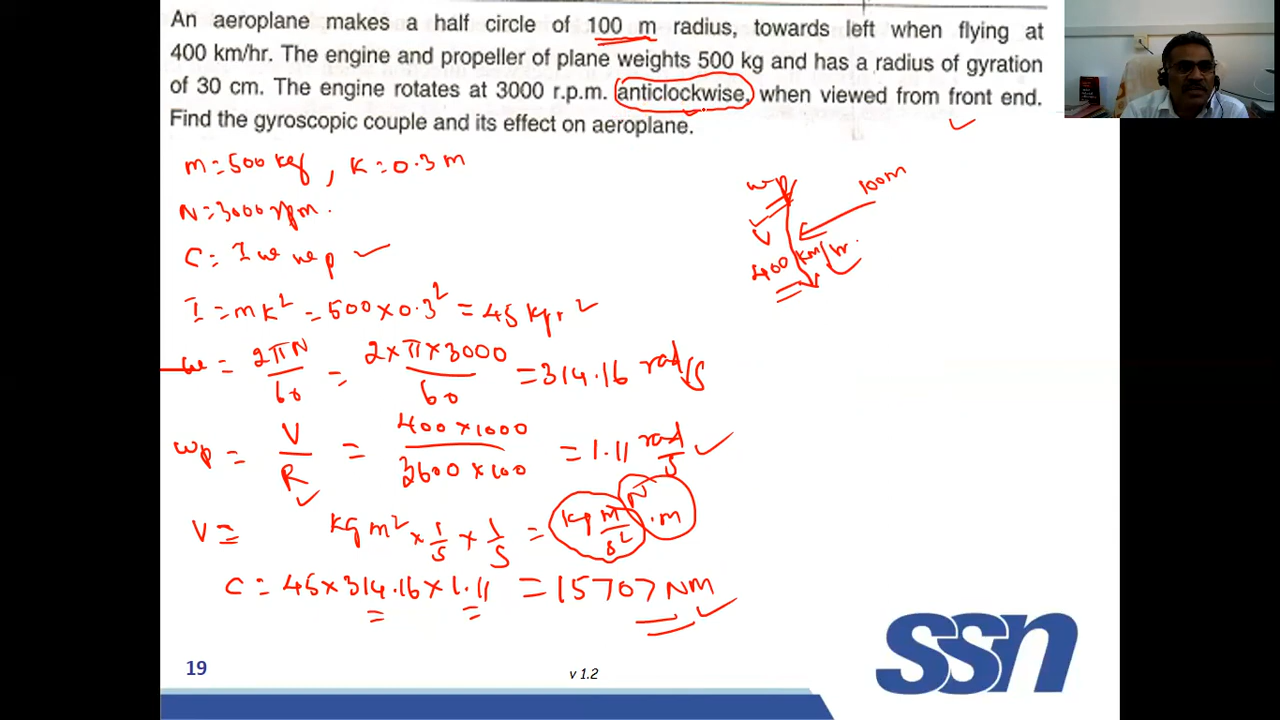 An aeroplane makes a half circle of 100 m radius, towards left when flying at
400 km/hr. The engine and propeller of plane weights 500 kg and has a radius of gyration
of 30 cm. The engine rotates at 3000 r.p.m. anticlockwise, when viewed from front end.
Find the gyroscopic couple and its effect on aeroplane.
m = 500 kg, K = 0.3 m
N = 3000 rpm.
C = I ω ωp
I = mK² = 500 × 0.3² = 45 kgm²
ω = 2πN/60 = 2×π×3000/60 = 314.16 rad/s
ωp = V/R = 400×1000/3600×100 = 1.11 rad/s
V = kg m² × 1/s × 1/s = kg m/s² · m
N
C = 45×314.16×1.11 = 15707 NM
ωp
100m
V
400 km/hr.
19
v 1.2
ssn